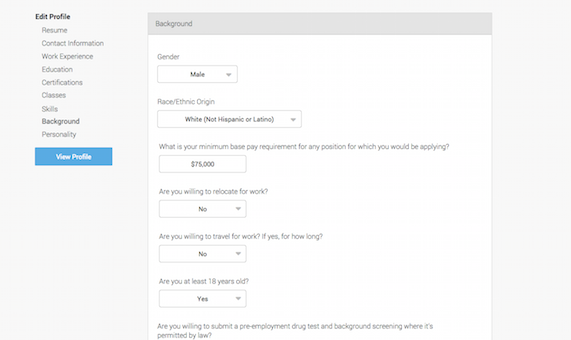 Edit Profile
Resume
Contact Information
Work Experience
Education
Certifications
Classes
Skills
Background
Personality
View Profile
Background
Gender
Male
Race/Ethnic Origin
White (Not Hispanic or Latino)
What is your minimum base pay requirement for any position for which you would be applying?
$75,000
Are you willing to relocate for work?
No
Are you willing to travel for work? If yes, for how long?
No
Are you at least 18 years old?
Yes
Are you willing to submit a pre-employment drug test and background screening where it's
permitted by law?